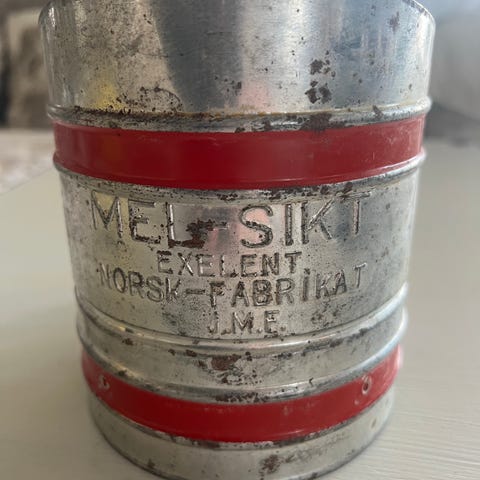 MEL-SIKT
EXELENT
NORSK-FABRIKAT
J.M.E.